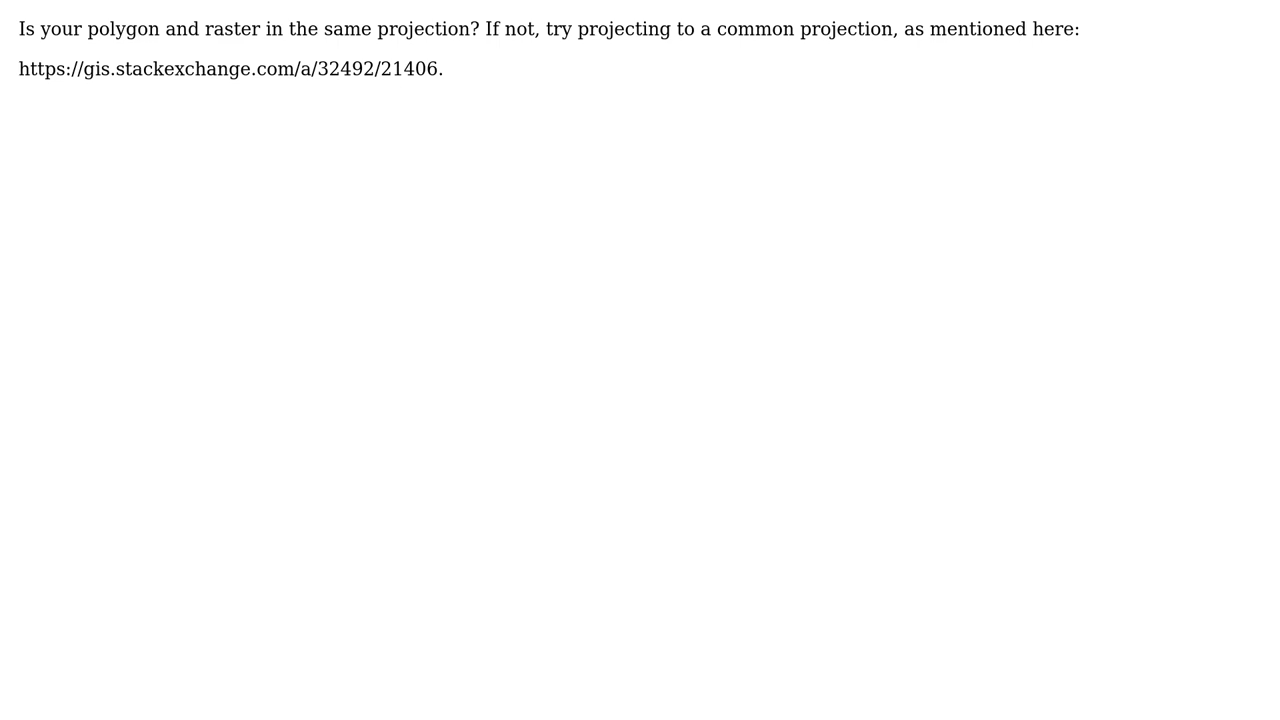 Is your polygon and raster in the same projection? If not, try projecting to a common projection, as mentioned here:
https://gis.stackexchange.com/a/32492/21406.